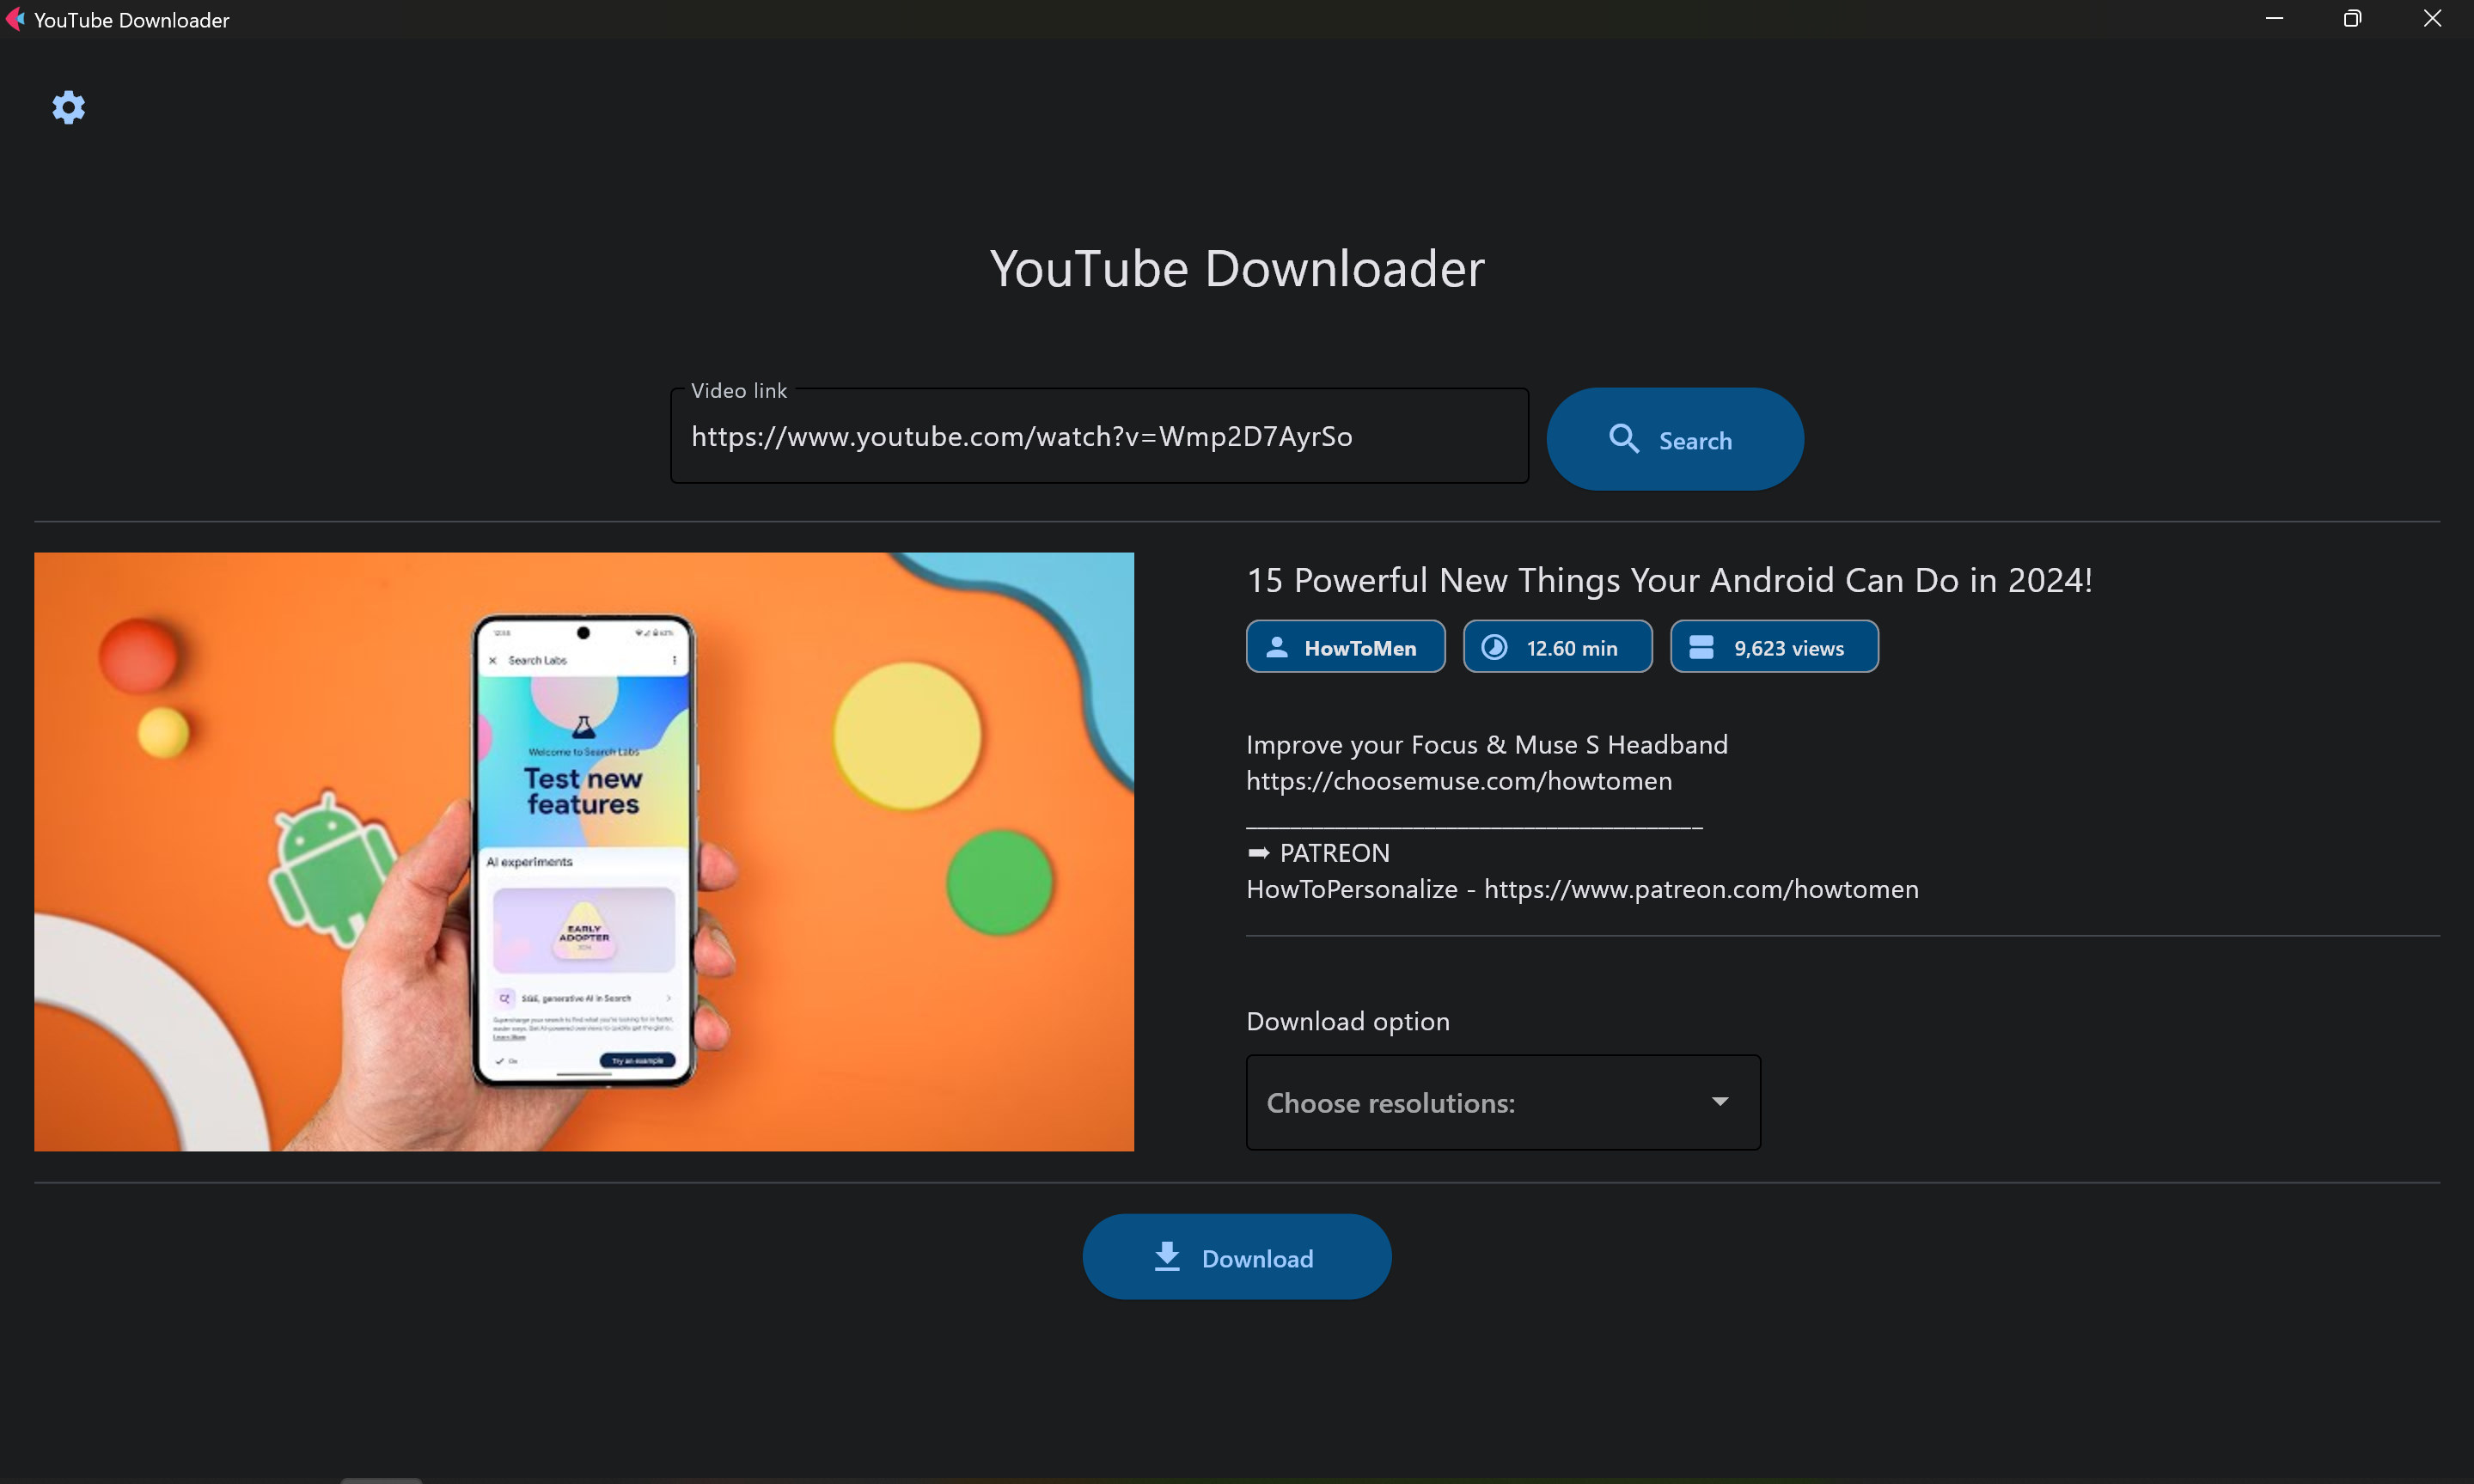 YouTube Downloader
YouTube Downloader
Video link
https://www.youtube.com/watch?v=Wmp2D7AyrSo
Search
Search Labs
Welcome to Search Labs
Test new
features
AI experiments
EARLY
ADOPTER
SGE, generative AI in Search
Learn More
On
Try an example
15 Powerful New Things Your Android Can Do in 2024!
HowToMen
12.60 min
9,623 views
Improve your Focus & Muse S Headband
https://choosemuse.com/howtomen
➡ PATREON
HowToPersonalize - https://www.patreon.com/howtomen
Download option
Choose resolutions:
Download